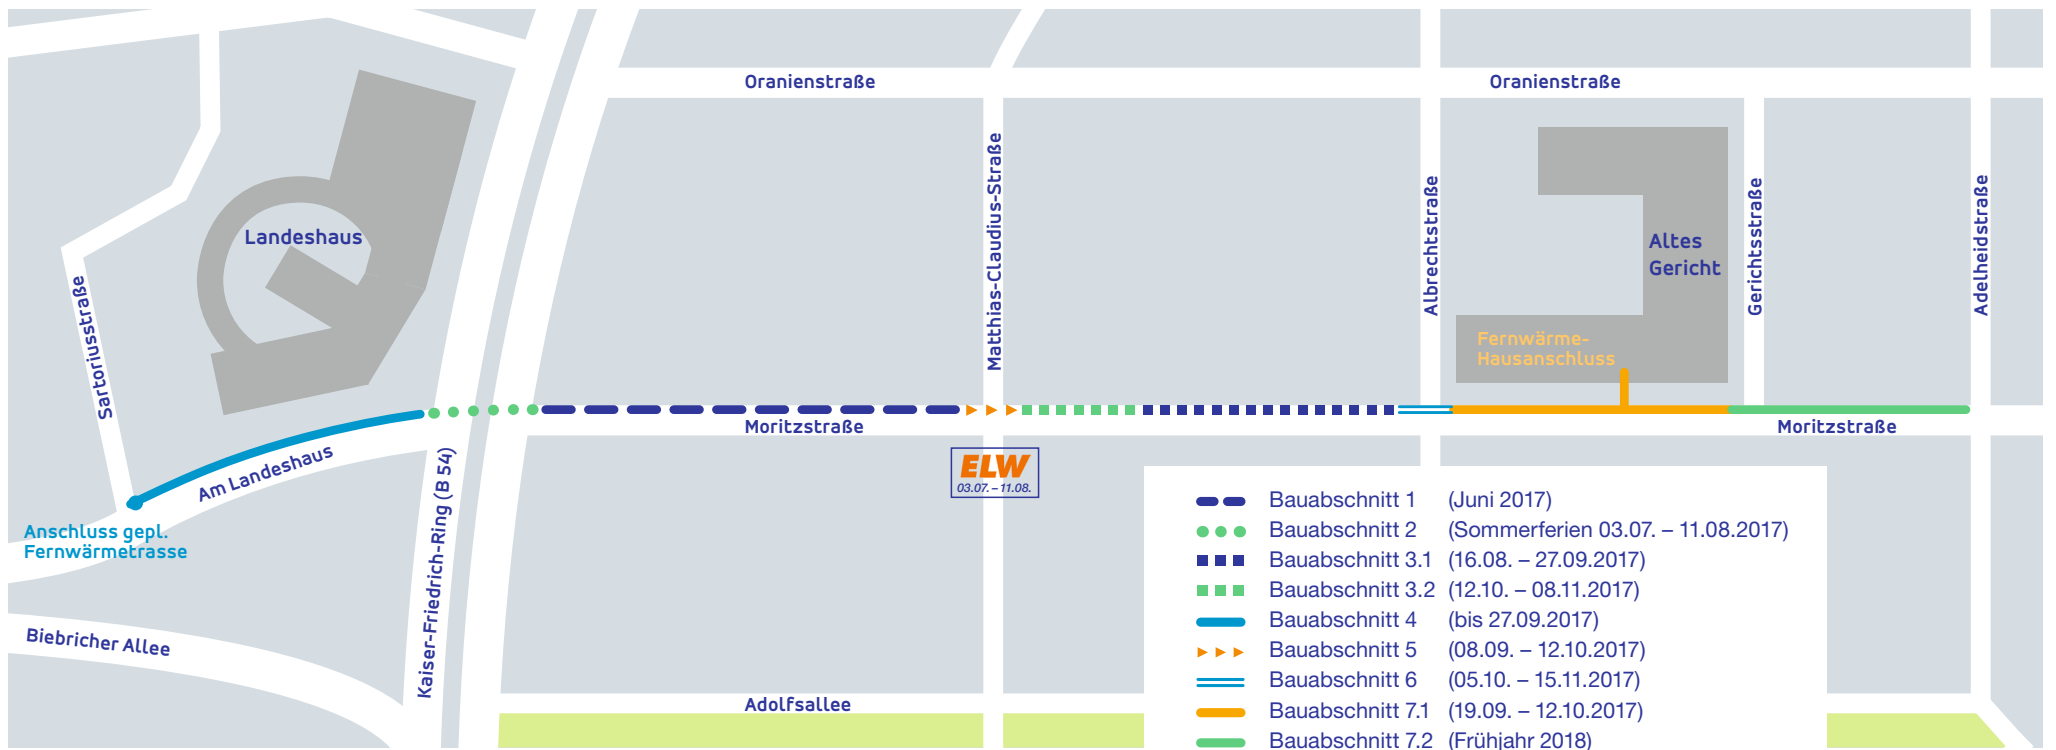 Oranienstraße
Oranienstraße
Landeshaus
Sartoriusstraße
Matthias-Claudius-Straße
Albrechtstraße
Altes
Gericht
Gerichtsstraße
Adelheidstraße
Fernwärme-
Hausanschluss
Moritzstraße
Moritzstraße
Am Landeshaus
Kaiser-Friedrich-Ring (B 54)
ELW
03.07. – 11.08.
Anschluss gepl.
Fernwärmetrasse
Biebricher Allee
Adolfsallee
Bauabschnitt 1 (Juni 2017)
Bauabschnitt 2 (Sommerferien 03.07. – 11.08.2017)
Bauabschnitt 3.1 (16.08. – 27.09.2017)
Bauabschnitt 3.2 (12.10. – 08.11.2017)
Bauabschnitt 4 (bis 27.09.2017)
Bauabschnitt 5 (08.09. – 12.10.2017)
Bauabschnitt 6 (05.10. – 15.11.2017)
Bauabschnitt 7.1 (19.09. – 12.10.2017)
Bauabschnitt 7.2 (Frühjahr 2018)